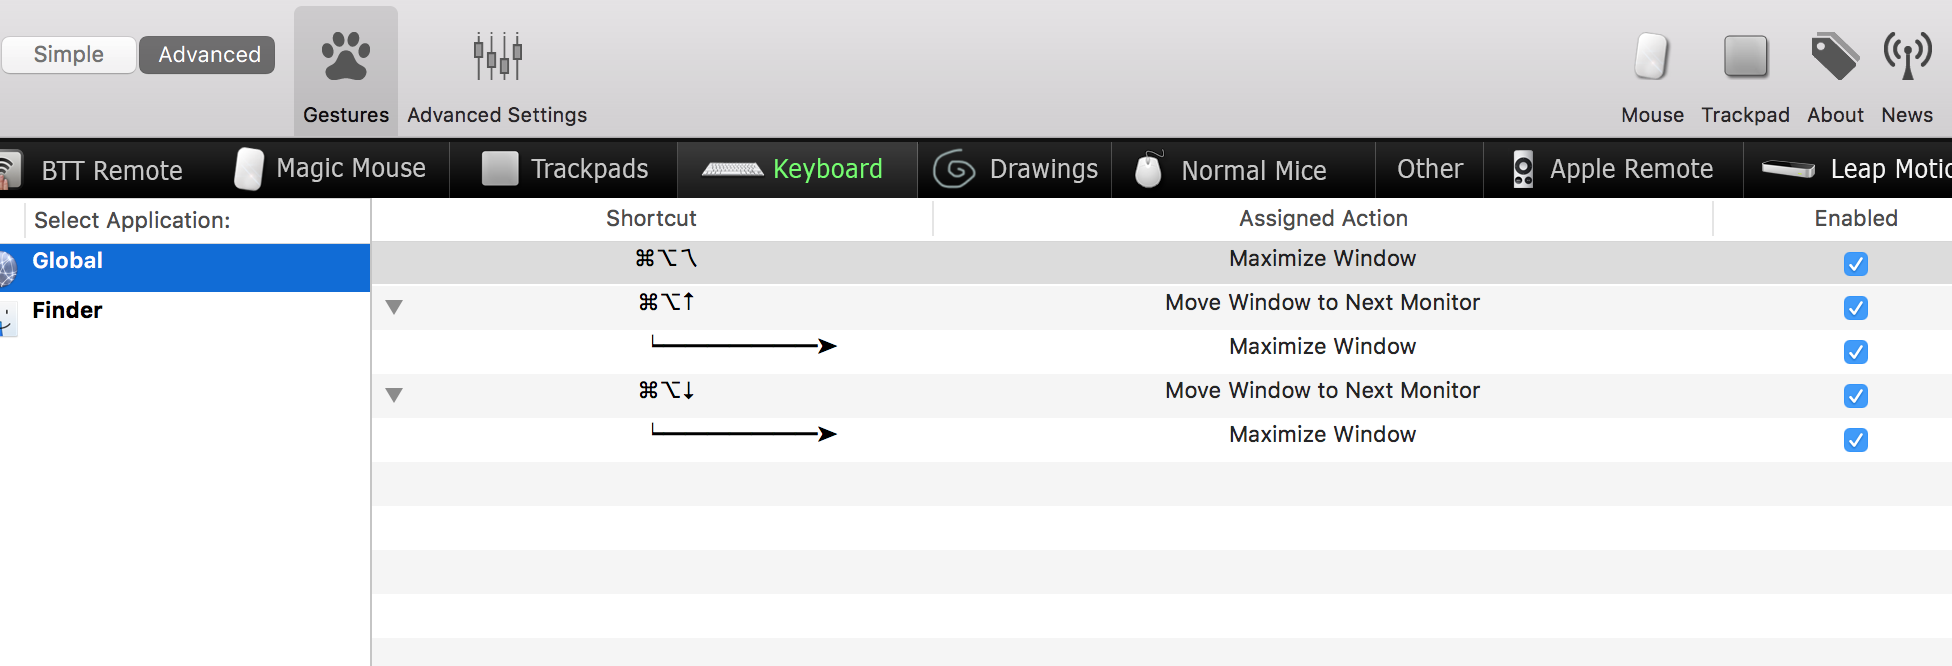 Simple Advanced
Gestures Advanced Settings Mouse Trackpad About News
BTT Remote Magic Mouse Trackpads Keyboard Drawings Normal Mice Other Apple Remote Leap
Select Application: Shortcut Assigned Action Enabled
Global ⌘⌥↖ Maximize Window
⌘⌥↑ Move Window to Next Monitor
Finder
Maximize Window
⌘⌥↓ Move Window to Next Monitor
Maximize Window